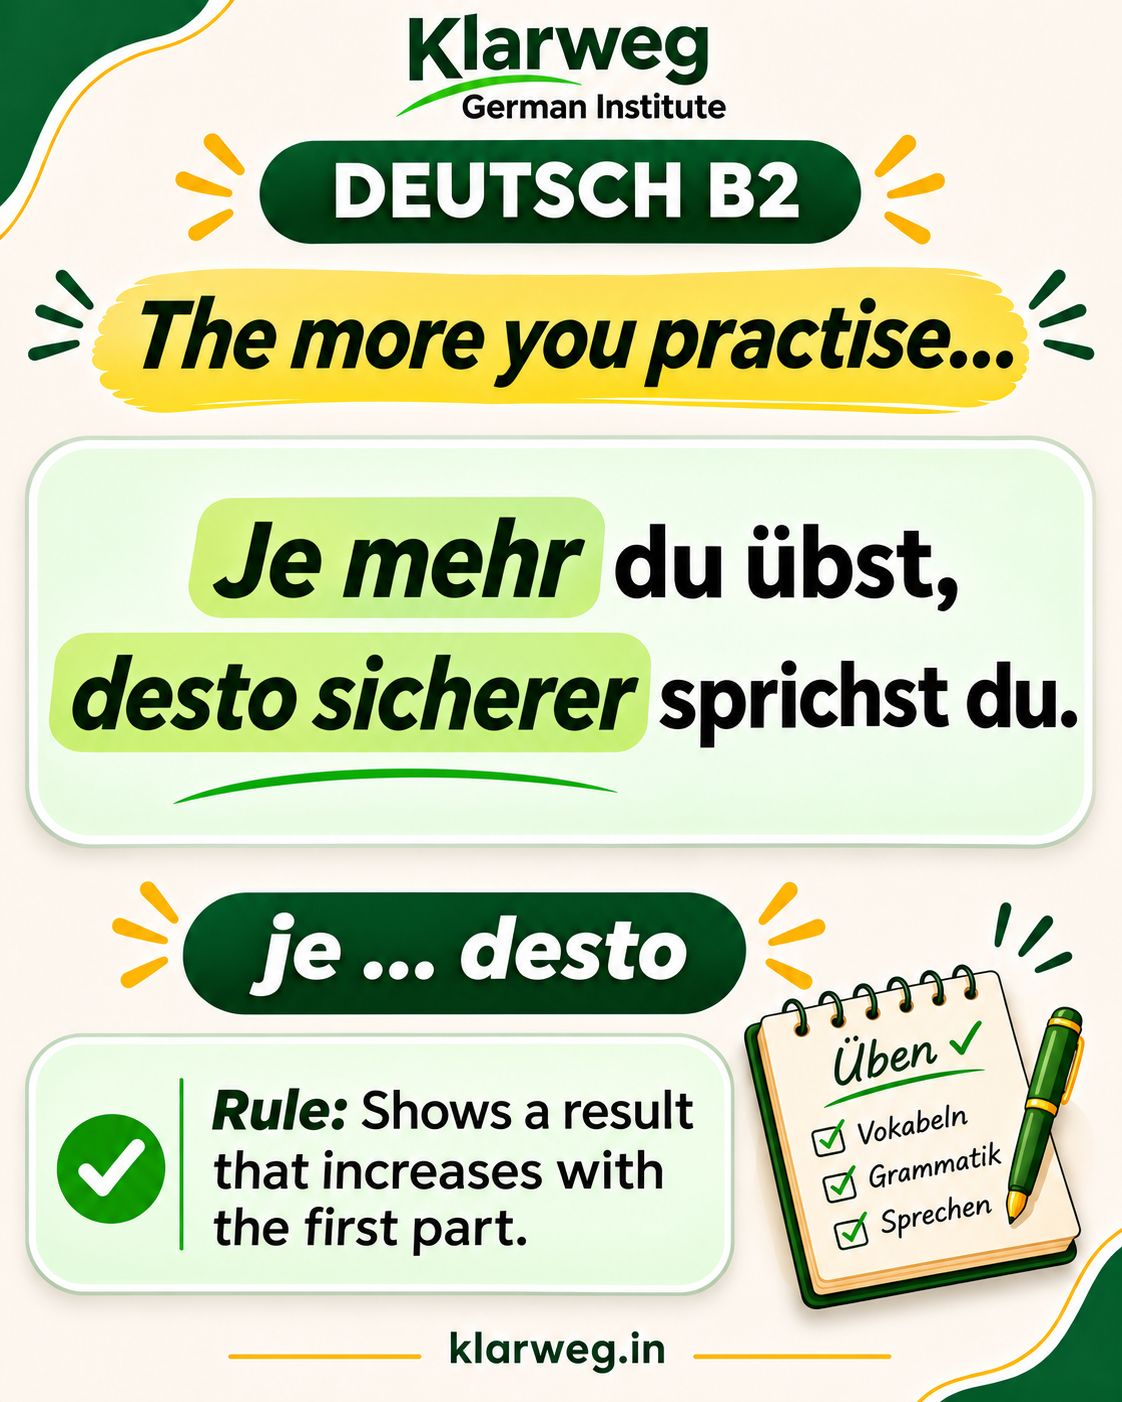 Klarweg
German Institute
DEUTSCH B2
The more you practise...
Je mehr du übst,
desto sicherer sprichst du.
je ... desto
Rule: Shows a result
that increases with
the first part.
Üben
Vokabeln
Grammatik
Sprechen
klarweg.in